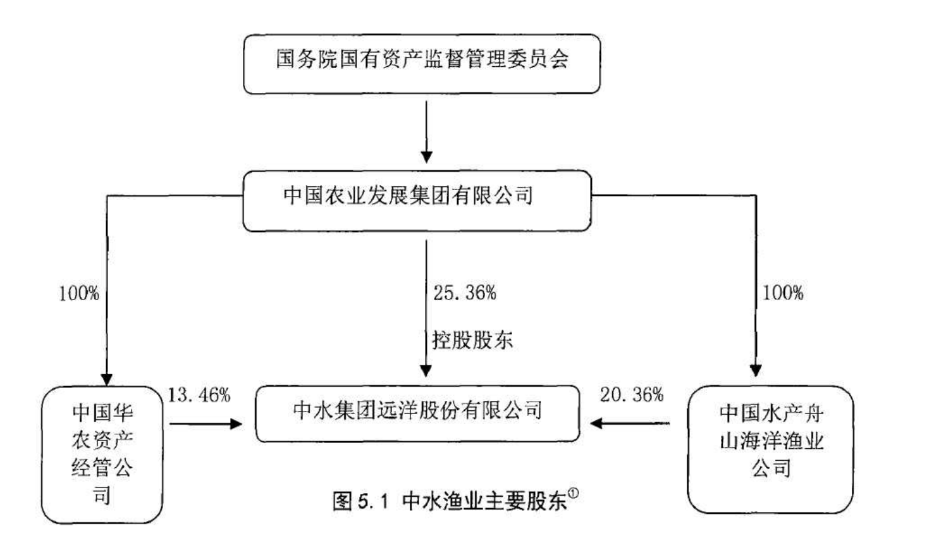 国务院国有资产监督管理委员会
中国农业发展集团有限公司
100%
25.36%
100%
控股股东
13.46%
20.36%
中国华
农资产
经管公
司
中水集团远洋股份有限公司
中国水产舟
山海洋渔业
公司
图5.1 中水渔业主要股东①